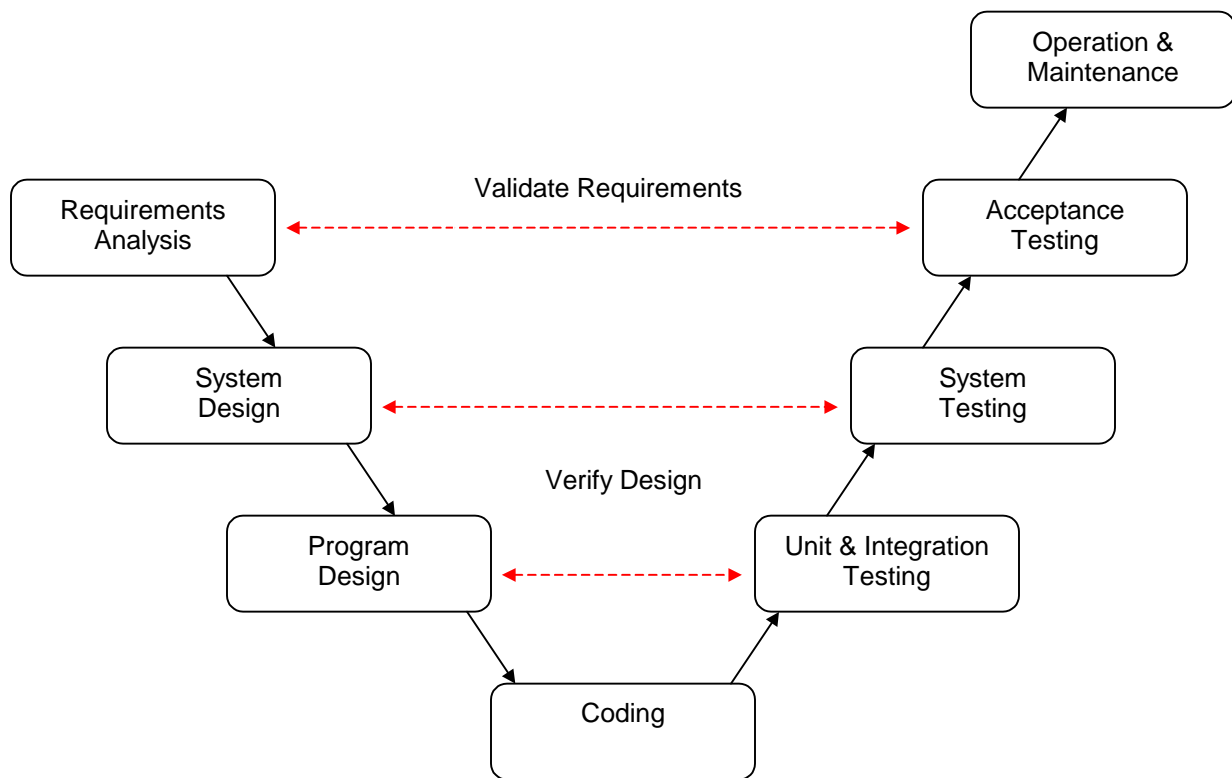 Operation &
Maintenance
Validate Requirements
Requirements
Analysis
Acceptance
Testing
System
Design
System
Testing
Verify Design
Program
Design
Unit & Integration
Testing
Coding